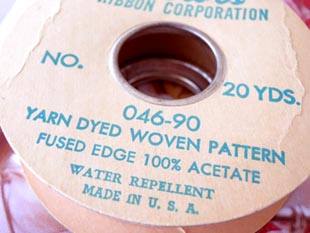 RIBBON CORPORATION
NO.
20 YDS.
046-90
YARN DYED WOVEN PATTERN
FUSED EDGE 100% ACETATE
WATER REPELLENT
MADE IN U. S. A.